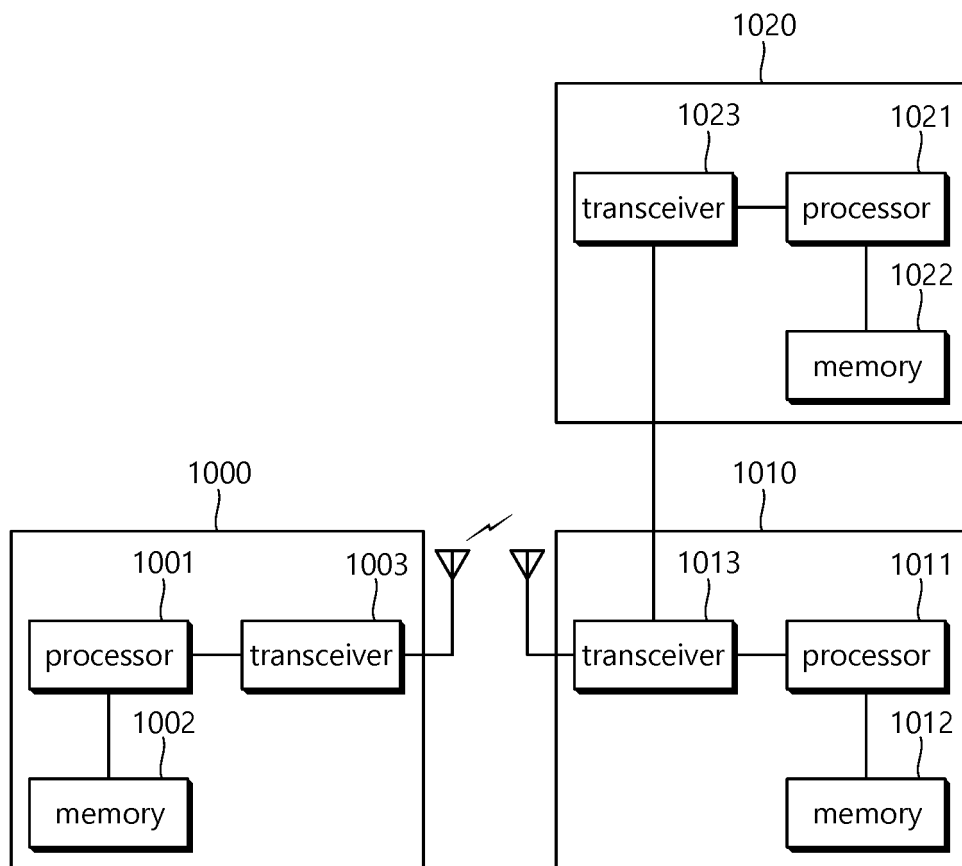 1020
1023
1021
transceiver
processor
1022
memory
1000
1010
1001
1003
1013
1011
processor
transceiver
transceiver
processor
1002
1012
memory
memory